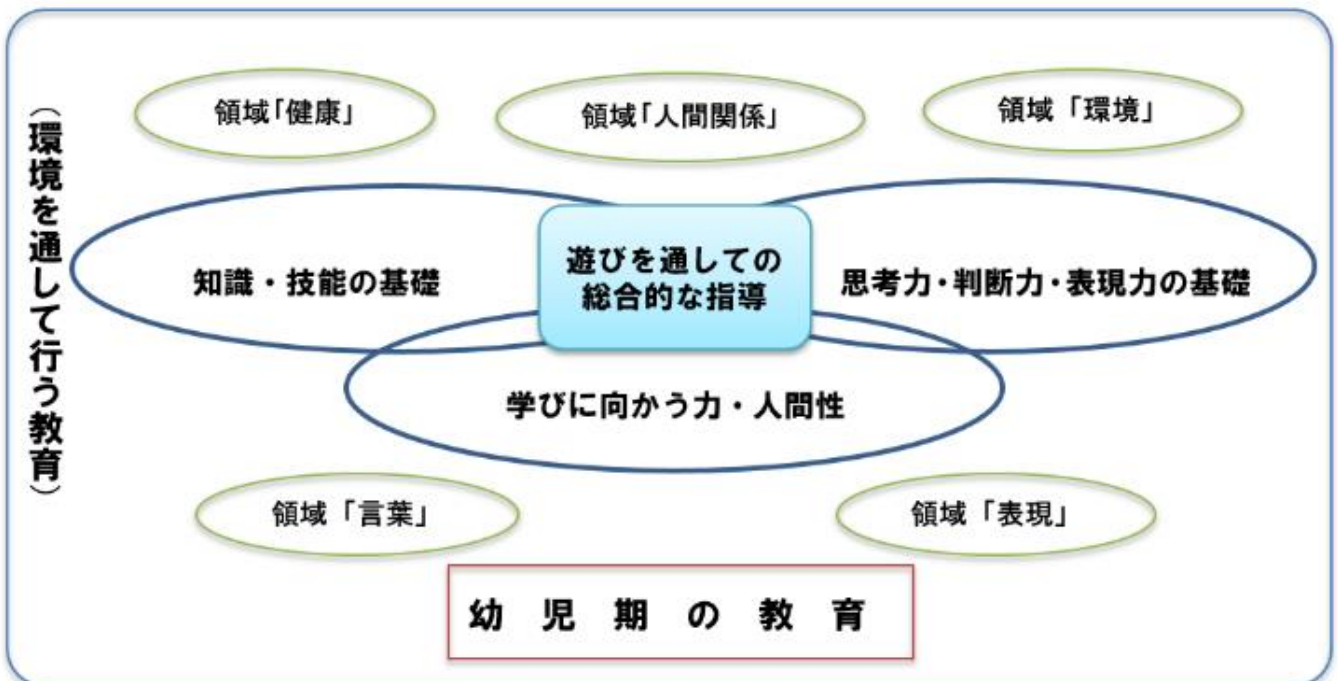 （環境を通して行う教育）
領域｢健康｣
領域｢人間関係｣
領域「環境」
知識・技能の基礎
遊びを通しての
総合的な指導
思考力･判断力･表現力の基礎
学びに向かう力・人間性
領域「言葉」
領域「表現」
幼 児 期 の 教 育